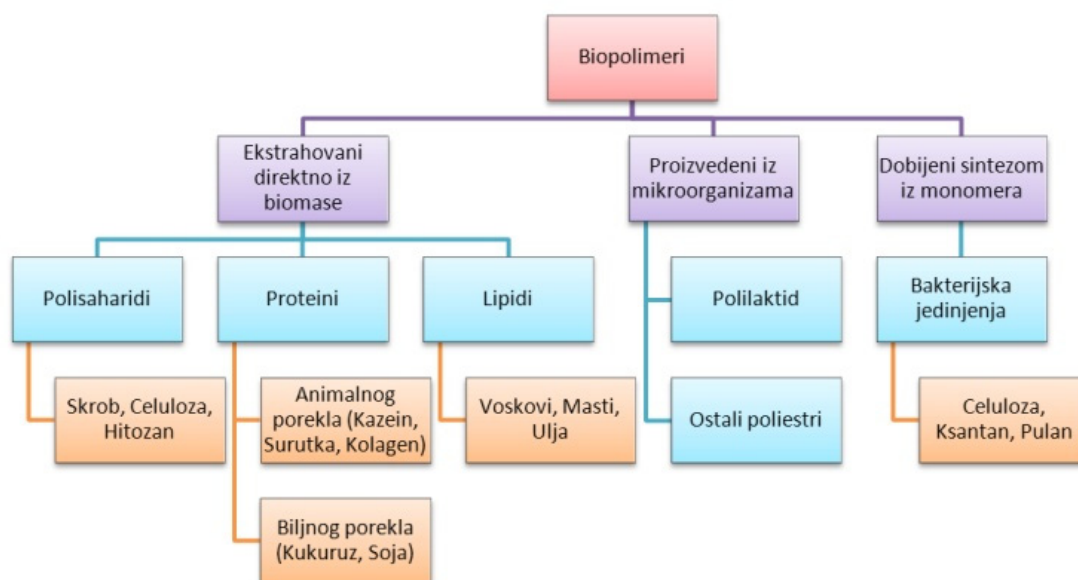 Biopolimeri
Ekstrahovani
direktno iz
biomase
Proizvedeni iz
mikroorganizama
Dobijeni sintezom
iz monomera
Polisaharidi
Proteini
Lipidi
Polilaktid
Bakterijska
jedinjenja
Skrob, Celuloza,
Hitozan
Animalnog
porekla (Kazein,
Surutka, Kolagen)
Voskovi, Masti,
Ulja
Ostali poliestri
Celuloza,
Ksantan, Pulan
Biljnog porekla
(Kukuruz, Soja)